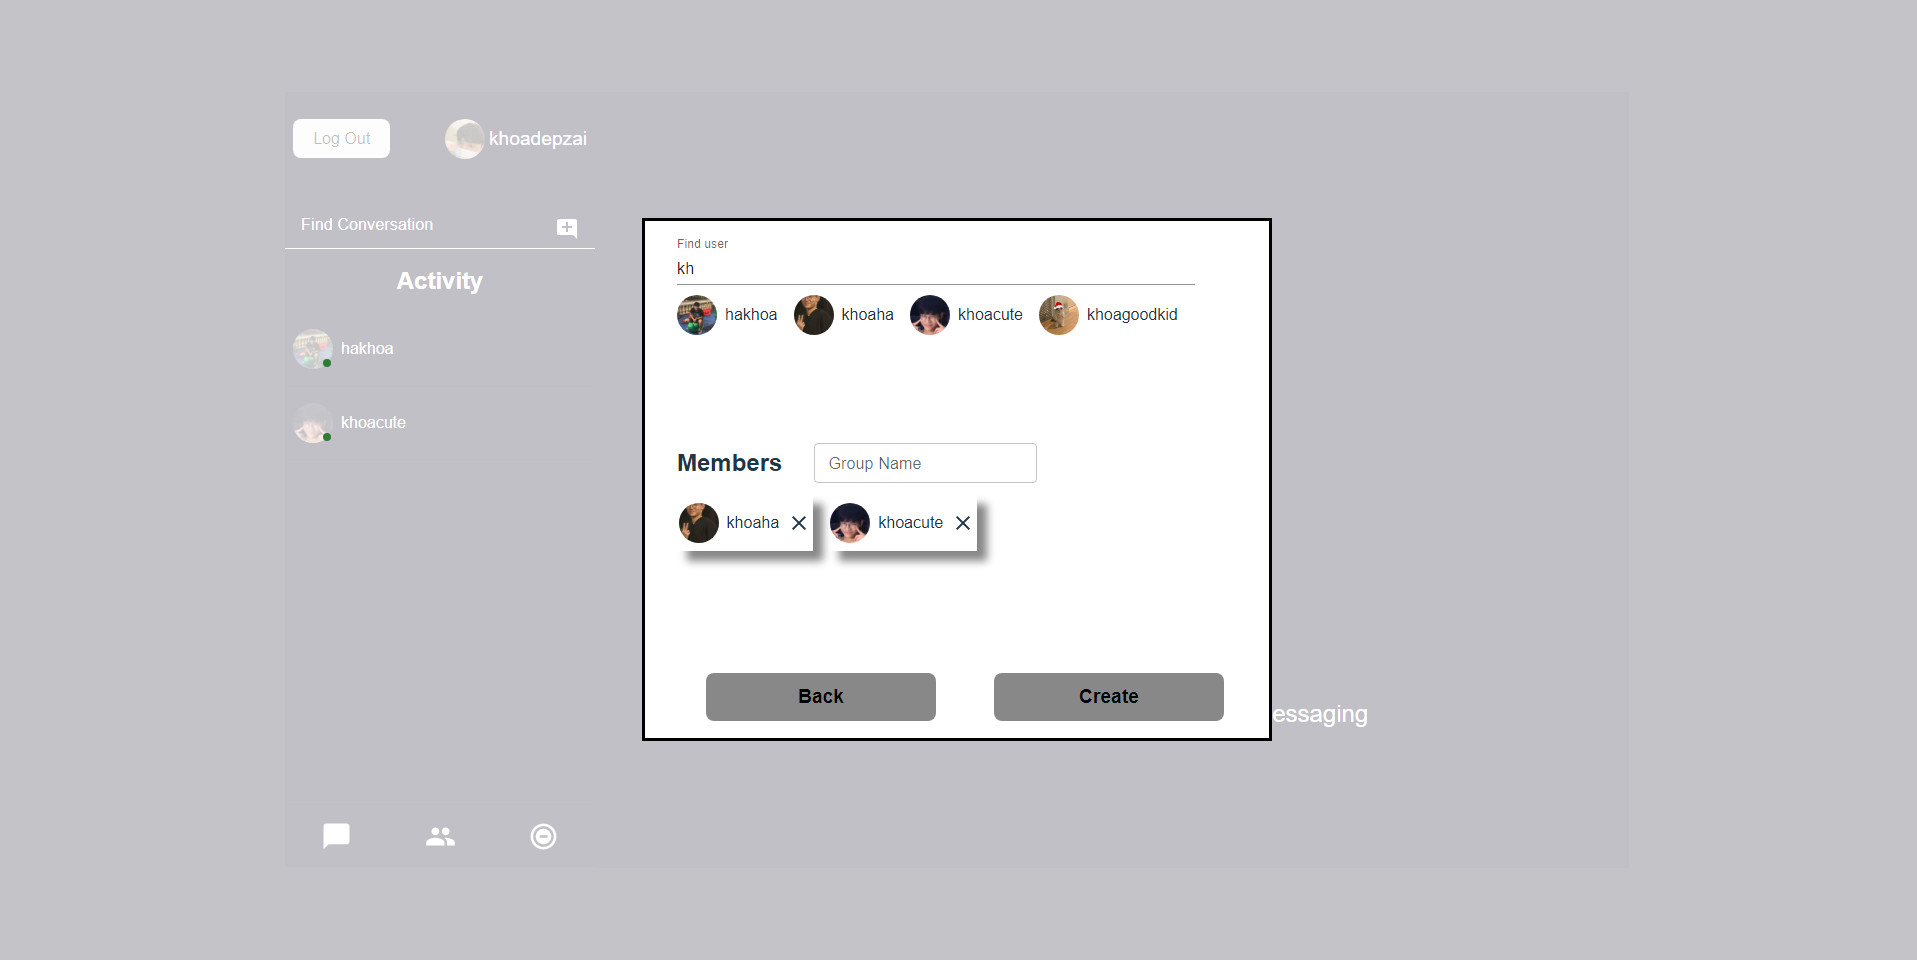 Log Out
khoadepzai
Find Conversation
Activity
hakhoa
khoacute
Find user
kh
hakhoa khoaha khoacute khoagoodkid
Members
Group Name
khoaha khoacute
Back Create
essaging